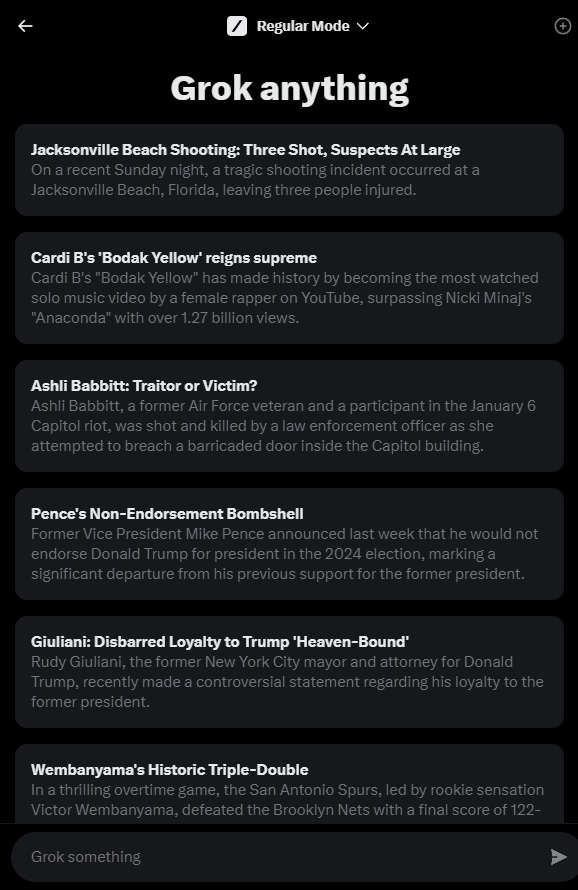 Regular Mode
Grok anything
Jacksonville Beach Shooting: Three Shot, Suspects At Large
On a recent Sunday night, a tragic shooting incident occurred at a
Jacksonville Beach, Florida, leaving three people injured.
Cardi B's 'Bodak Yellow' reigns supreme
Cardi B's "Bodak Yellow" has made history by becoming the most watched
solo music video by a female rapper on YouTube, surpassing Nicki Minaj's
"Anaconda" with over 1.27 billion views.
Ashli Babbitt: Traitor or Victim?
Ashli Babbitt, a former Air Force veteran and a participant in the January 6
Capitol riot, was shot and killed by a law enforcement officer as she
attempted to breach a barricaded door inside the Capitol building.
Pence's Non-Endorsement Bombshell
Former Vice President Mike Pence announced last week that he would not
endorse Donald Trump for president in the 2024 election, marking a
significant departure from his previous support for the former president.
Giuliani: Disbarred Loyalty to Trump 'Heaven-Bound'
Rudy Giuliani, the former New York City mayor and attorney for Donald
Trump, recently made a controversial statement regarding his loyalty to the
former president.
Wembanyama's Historic Triple-Double
In a thrilling overtime game, the San Antonio Spurs, led by rookie sensation
Victor Wembanyama, defeated the Brooklyn Nets with a final score of 122-
Grok something